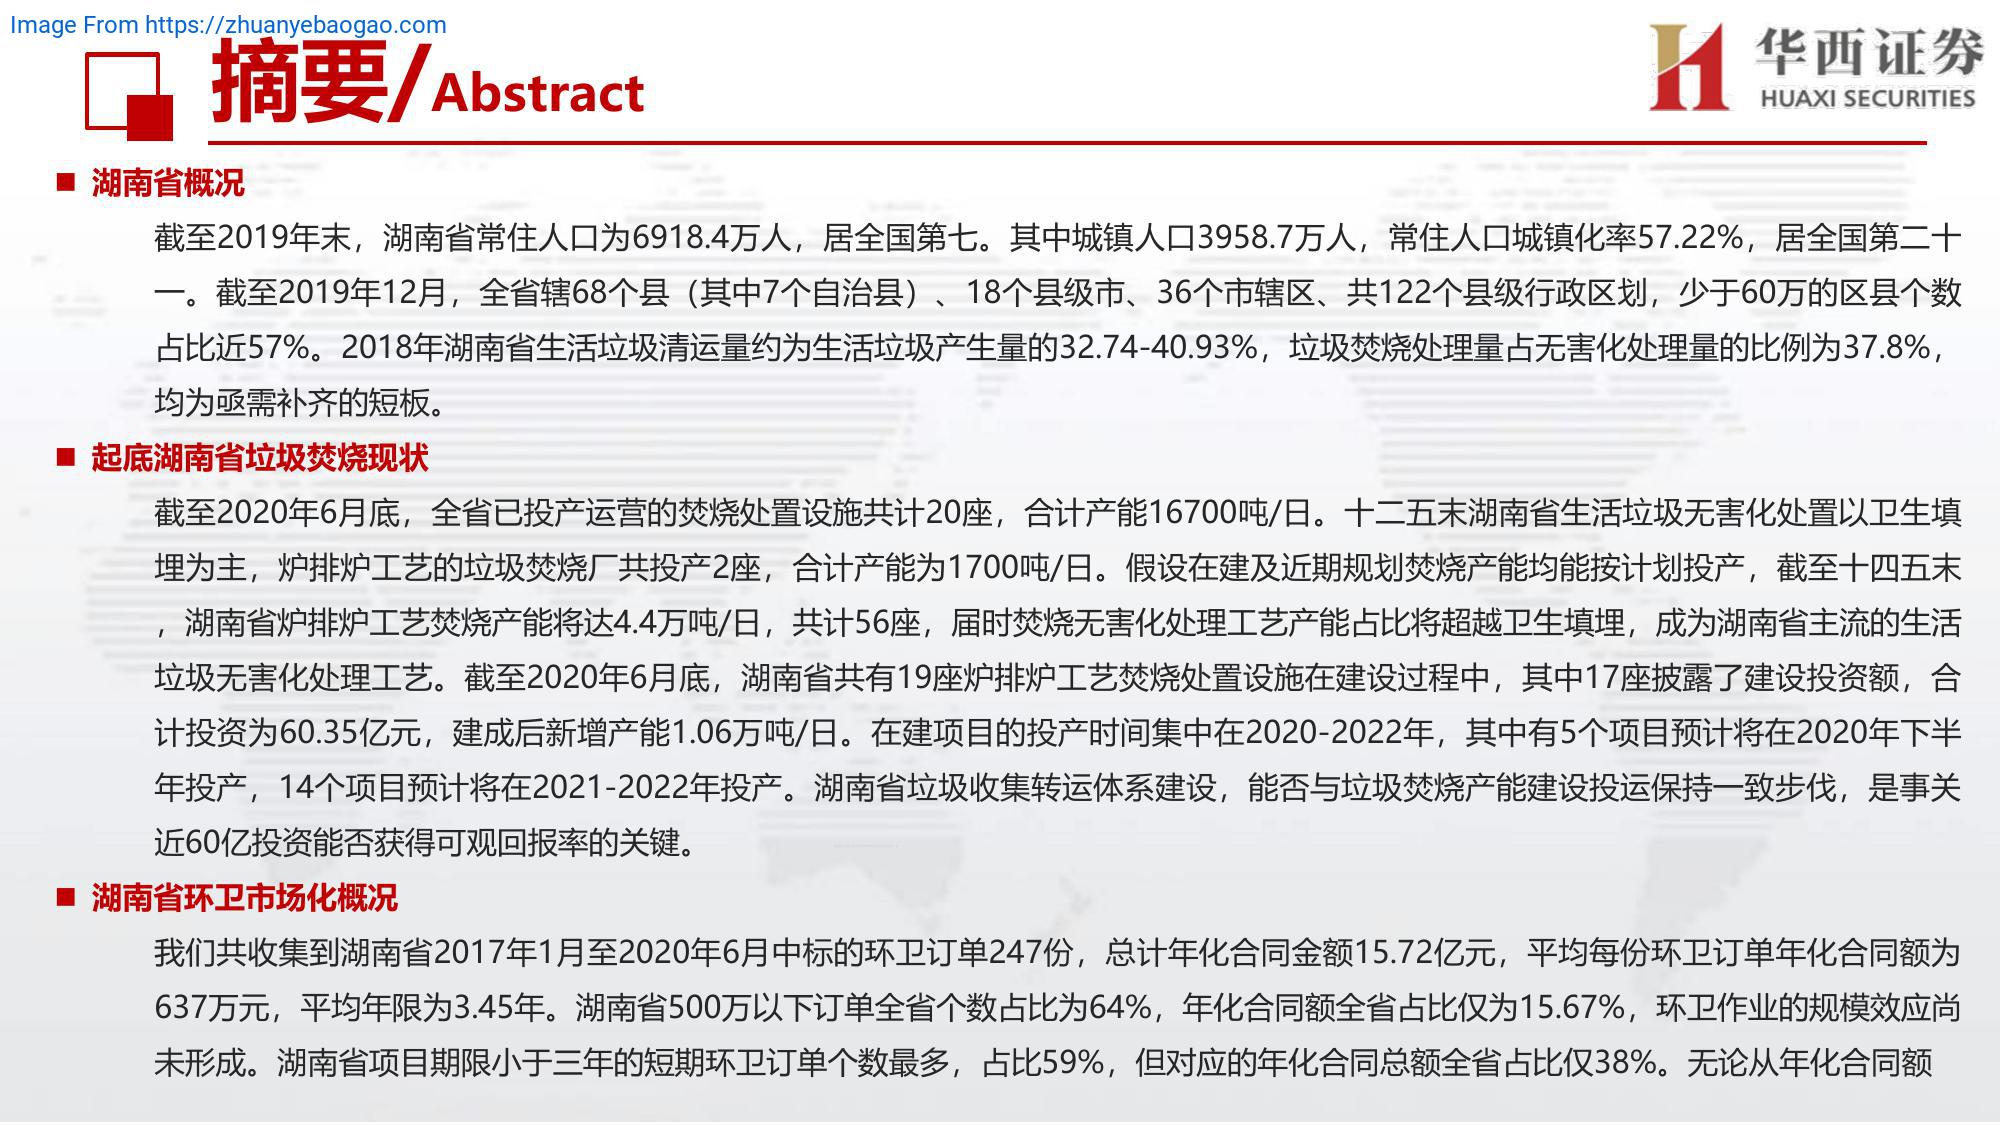 Image From https://zhuanyebaogao.com
摘要/Abstract
华西证券
HUAXI SECURITIES
■ 湖南省概况
截至2019年末，湖南省常住人口为6918.4万人，居全国第七。其中城镇人口3958.7万人，常住人口城镇化率57.22%，居全国第二十
一。截至2019年12月，全省辖68个县（其中7个自治县）、18个县级市、36个市辖区、共122个县级行政区划，少于60万的区县个数
占比近57%。2018年湖南省生活垃圾清运量约为生活垃圾产生量的32.74-40.93%，垃圾焚烧处理量占无害化处理量的比例为37.8%，
均为亟需补齐的短板。
■ 起底湖南省垃圾焚烧现状
截至2020年6月底，全省已投产运营的焚烧处置设施共计20座，合计产能16700吨/日。十二五末湖南省生活垃圾无害化处置以卫生填
埋为主，炉排炉工艺的垃圾焚烧厂共投产2座，合计产能为1700吨/日。假设在建及近期规划焚烧产能均能按计划投产，截至十四五末
，湖南省炉排炉工艺焚烧产能将达4.4万吨/日，共计56座，届时焚烧无害化处理工艺产能占比将超越卫生填埋，成为湖南省主流的生活
垃圾无害化处理工艺。截至2020年6月底，湖南省共有19座炉排炉工艺焚烧处置设施在建设过程中，其中17座披露了建设投资额，合
计投资为60.35亿元，建成后新增产能1.06万吨/日。在建项目的投产时间集中在2020-2022年，其中有5个项目预计将在2020年下半
年投产，14个项目预计将在2021-2022年投产。湖南省垃圾收集转运体系建设，能否与垃圾焚烧产能建设投运保持一致步伐，是事关
近60亿投资能否获得可观回报率的关键。
■ 湖南省环卫市场化概况
我们共收集到湖南省2017年1月至2020年6月中标的环卫订单247份，总计年化合同金额15.72亿元，平均每份环卫订单年化合同额为
637万元，平均年限为3.45年。湖南省500万以下订单全省个数占比为64%，年化合同额全省占比仅为15.67%，环卫作业的规模效应尚
未形成。湖南省项目期限小于三年的短期环卫订单个数最多，占比59%，但对应的年化合同总额全省占比仅38%。无论从年化合同额